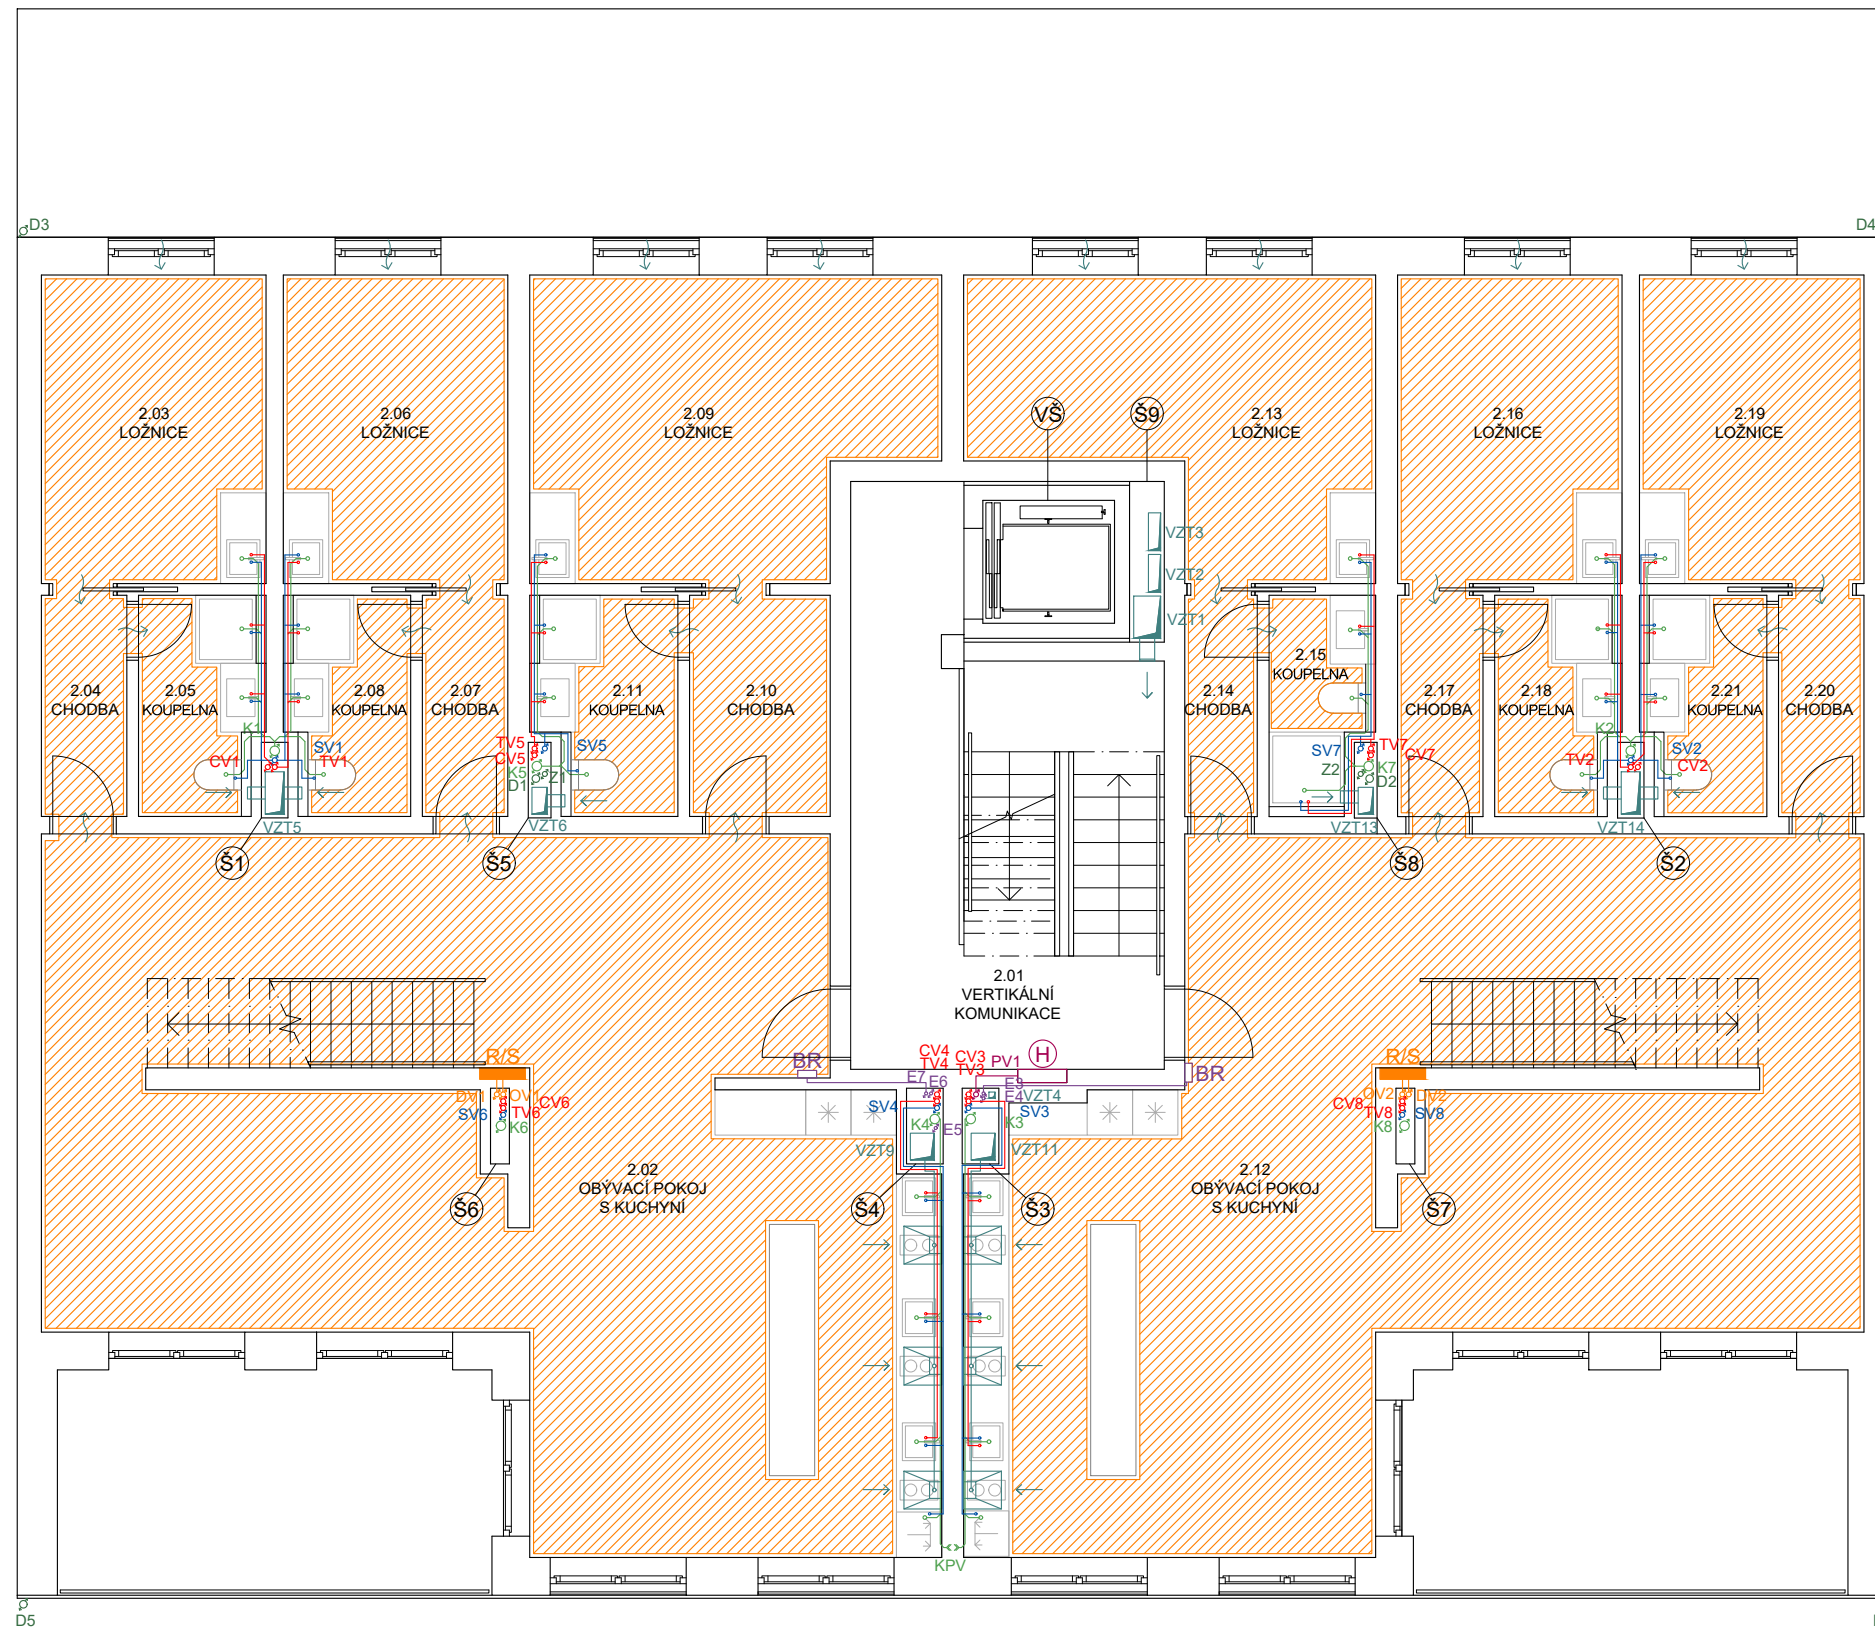 D3
D4
2.03
LOŽNICE
2.06
LOŽNICE
2.09
LOŽNICE
VŠ
Š9
2.13
LOŽNICE
2.16
LOŽNICE
2.19
LOŽNICE
VZT3
VZT2
VZT1
2.04
CHODBA
2.05
KOUPELNA
2.08
KOUPELNA
2.07
CHODBA
2.11
KOUPELNA
2.10
CHODBA
2.14
CHODBA
2.15
KOUPELNA
2.17
CHODBA
2.18
KOUPELNA
2.21
KOUPELNA
2.20
CHODBA
K1
CV1
SV1
TV1
VZT5
Š1
TV5
CV5
SV5
K5
D1
Z1
VZT6
Š5
SV7
TV7
CV7
Z2
K7
D2
VZT13
Š8
K2
TV2
SV2
CV2
VZT14
Š2
2.01
VERTIKÁLNÍ
KOMUNIKACE
R/S
DV1
OV1
SV6
TV6
CV6
K6
Š6
BR
CV4
TV4
CV3
TV3
PV1
H
E7
E6
E3
E4
VZT4
SV4
SV3
K4
E5
K3
VZT9
VZT11
Š4
Š3
BR
R/S
OV2
DV2
CV8
TV8
SV8
K8
Š7
2.02
OBÝVACÍ POKOJ
S KUCHYNÍ
2.12
OBÝVACÍ POKOJ
S KUCHYNÍ
KPV
D5